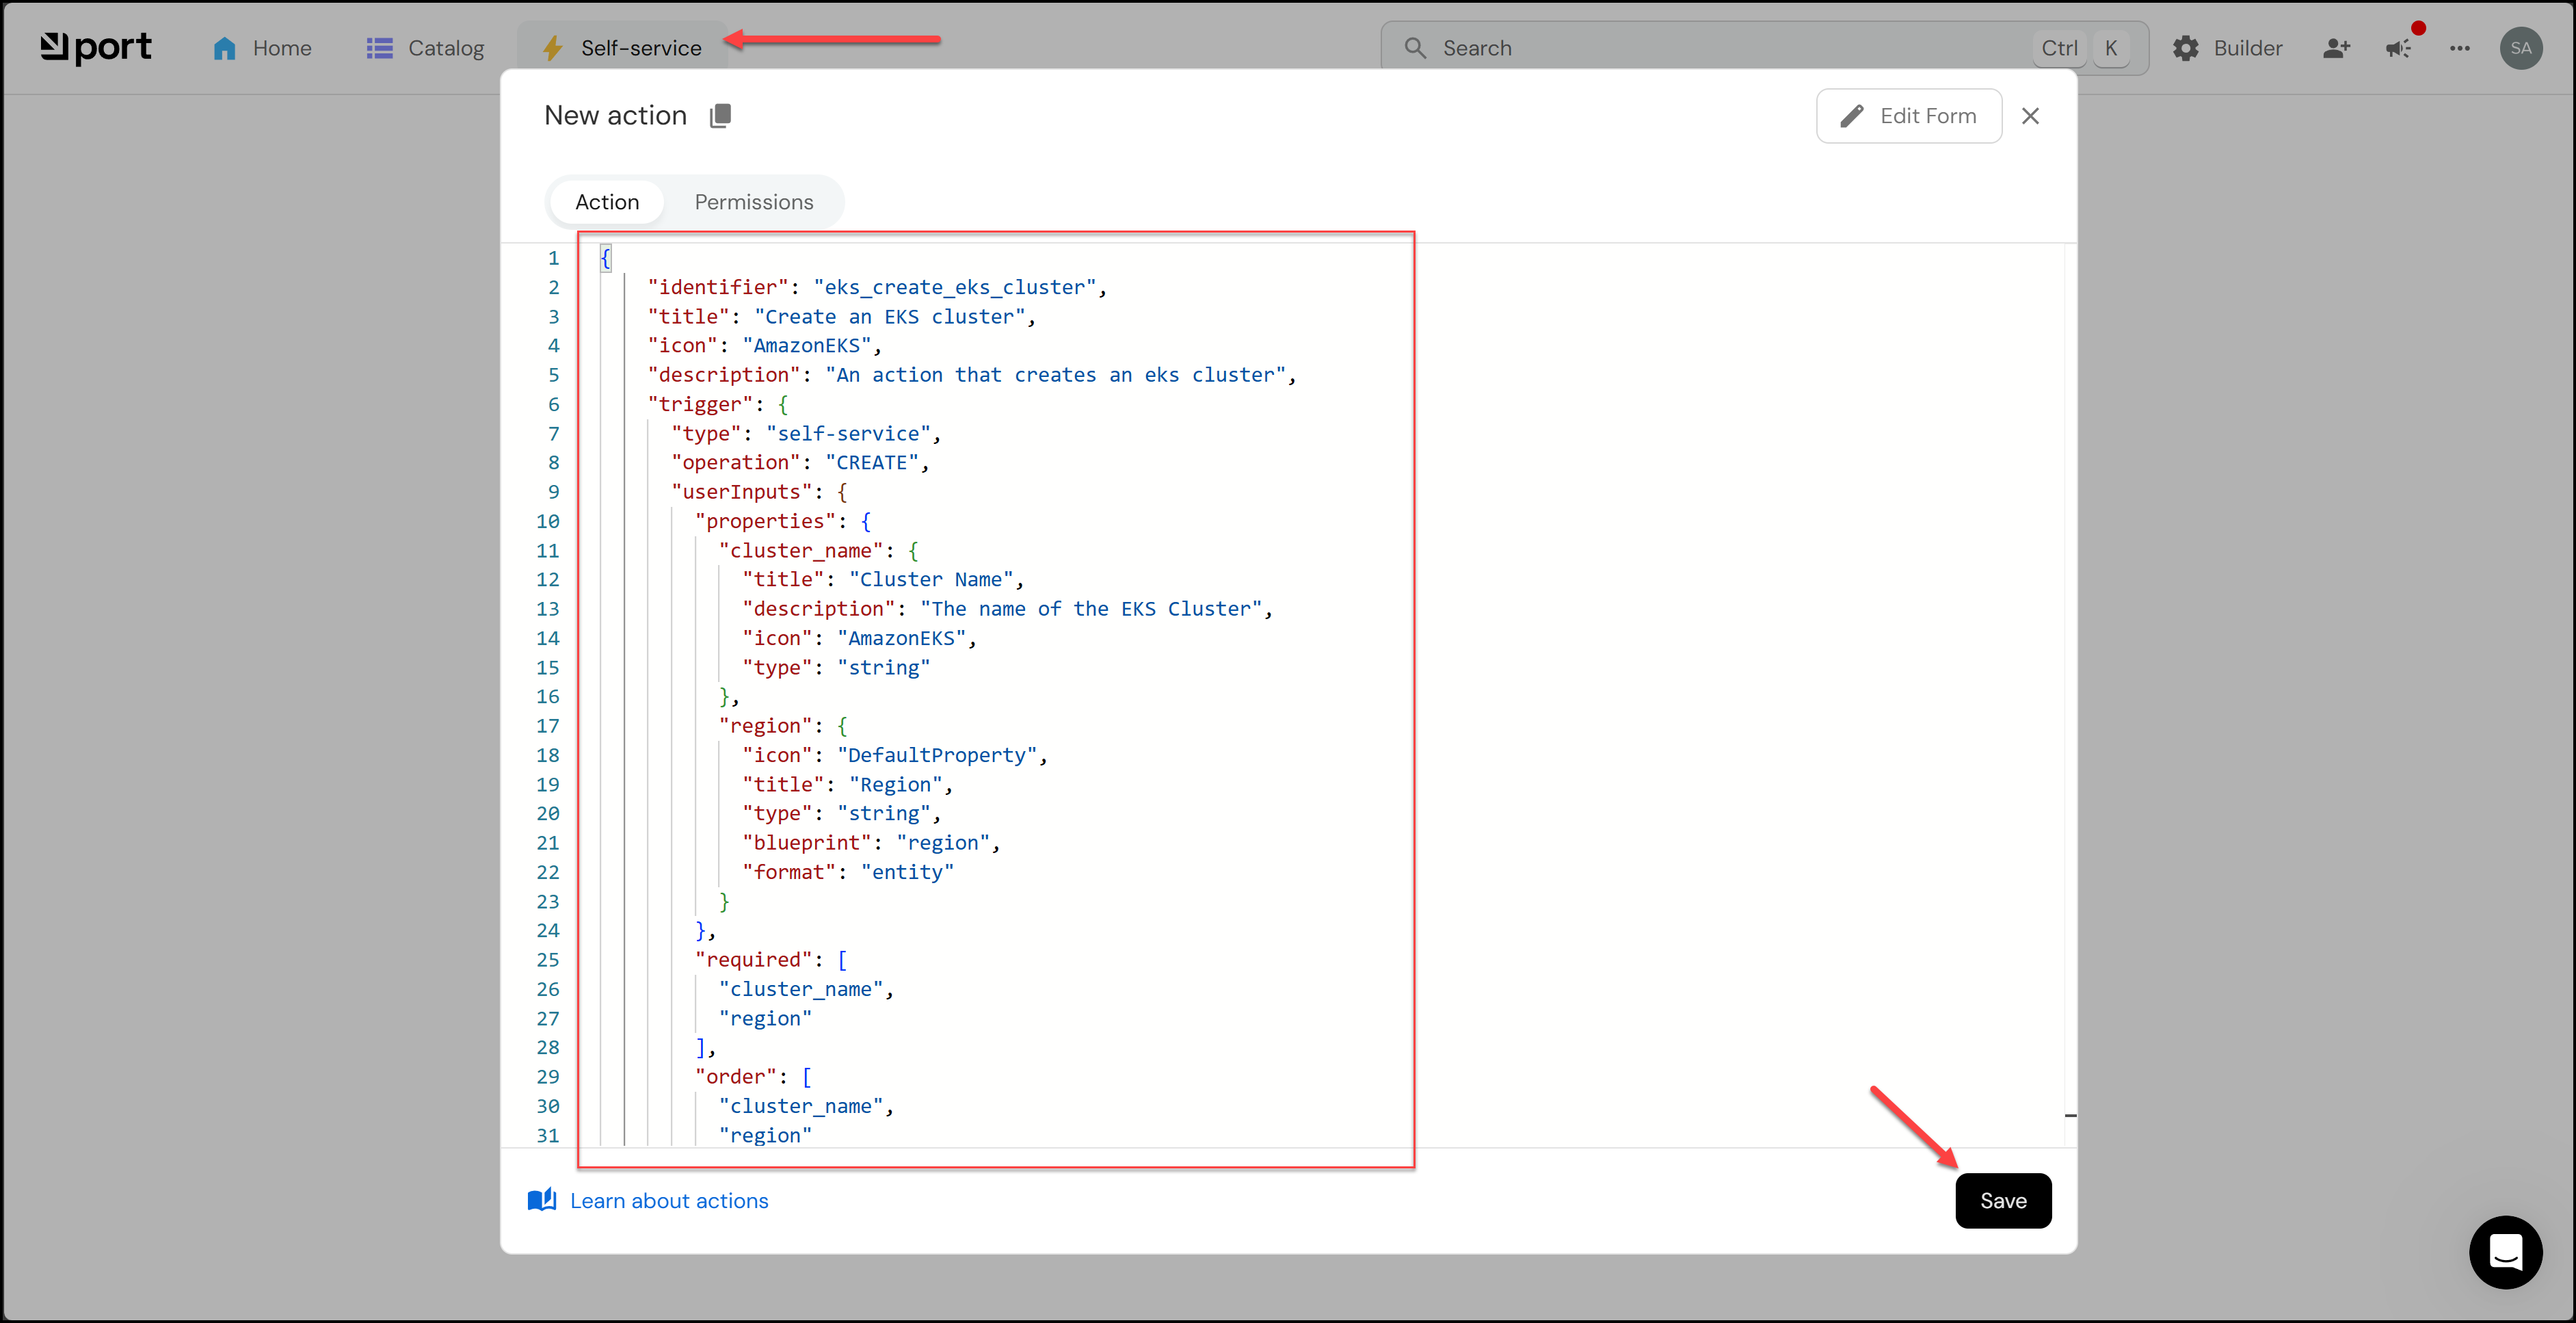 port Home Catalog Self-service Search Ctrl K Builder SA
New action Edit Form
Action Permissions
1 {
2 "identifier": "eks_create_eks_cluster",
3 "title": "Create an EKS cluster",
4 "icon": "AmazonEKS",
5 "description": "An action that creates an eks cluster",
6 "trigger": {
7 "type": "self-service",
8 "operation": "CREATE",
9 "userInputs": {
10 "properties": {
11 "cluster_name": {
12 "title": "Cluster Name",
13 "description": "The name of the EKS Cluster",
14 "icon": "AmazonEKS",
15 "type": "string"
16 },
17 "region": {
18 "icon": "DefaultProperty",
19 "title": "Region",
20 "type": "string",
21 "blueprint": "region",
22 "format": "entity"
23 }
24 },
25 "required": [
26 "cluster_name",
27 "region"
28 ],
29 "order": [
30 "cluster_name",
31 "region"
Learn about actions Save